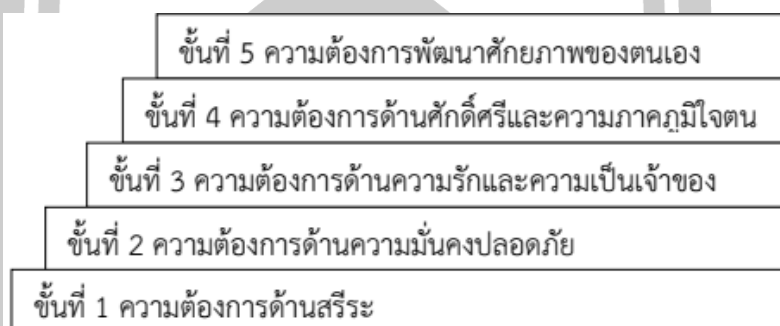 ขั้นที่ 5 ความต้องการพัฒนาศักยภาพของตนเอง
ขั้นที่ 4 ความต้องการด้านศักดิ์ศรีและความภาคภูมิใจตน
ขั้นที่ 3 ความต้องการด้านความรักและความเป็นเจ้าของ
ขั้นที่ 2 ความต้องการด้านความมั่นคงปลอดภัย
ขั้นที่ 1 ความต้องการด้านสรีระ